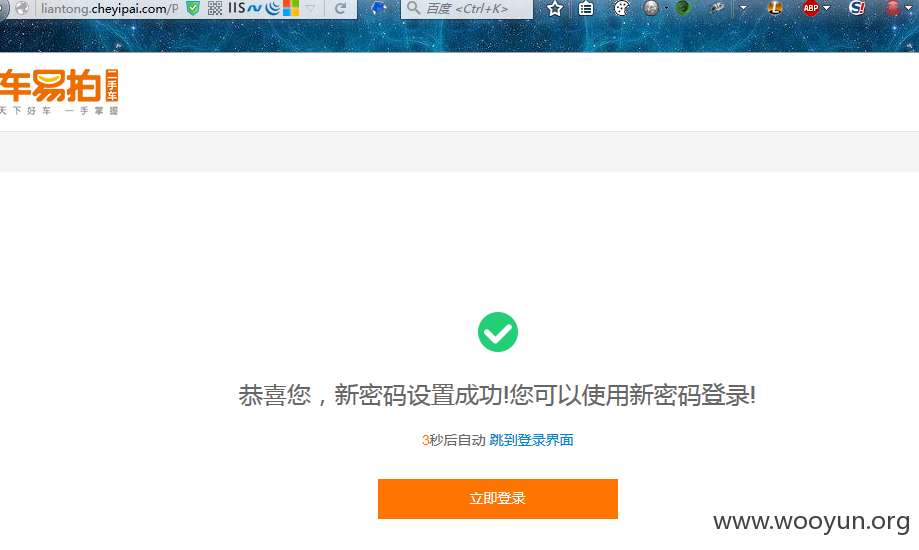 liantong.cheyipai.com/P
IIS
百度 <Ctrl+K>
ABP
车易拍 二手车
天下好车 一手掌握
恭喜您，新密码设置成功!您可以使用新密码登录!
3秒后自动 跳到登录界面
立即登录
www.wooyun.org